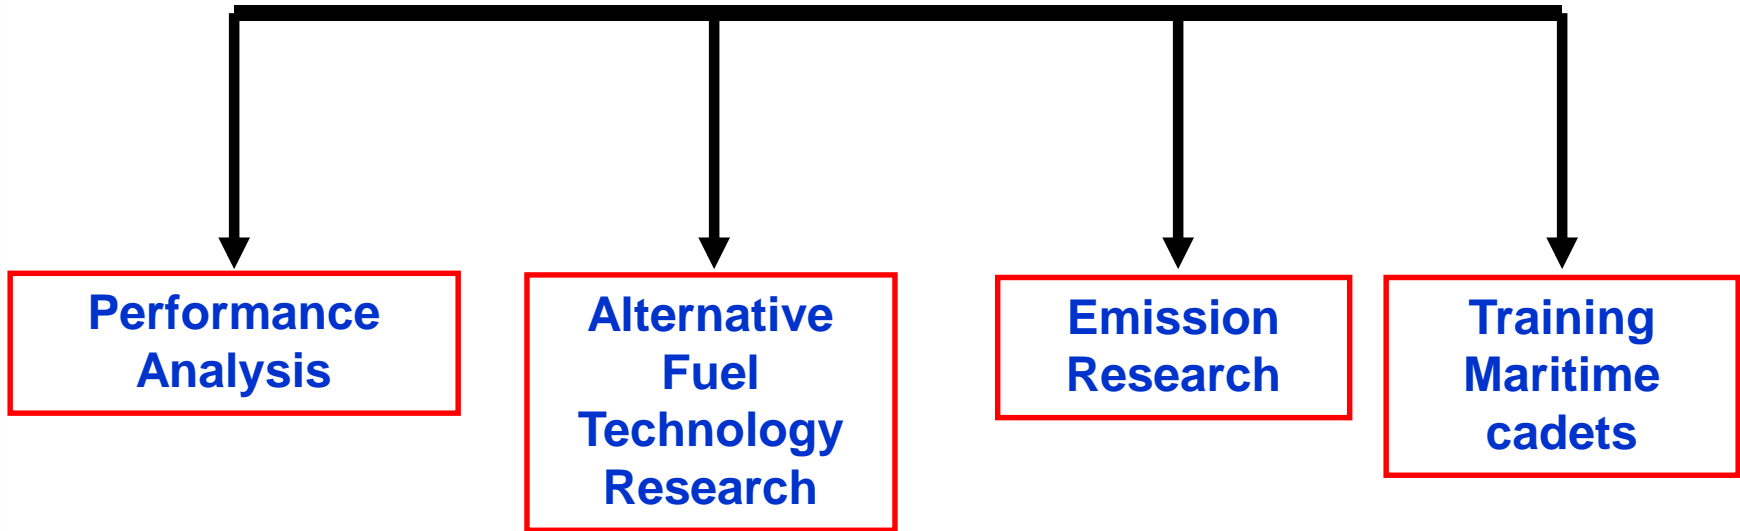 Performance
Analysis
Alternative
Fuel
Technology
Research
Emission
Research
Training
Maritime
cadets